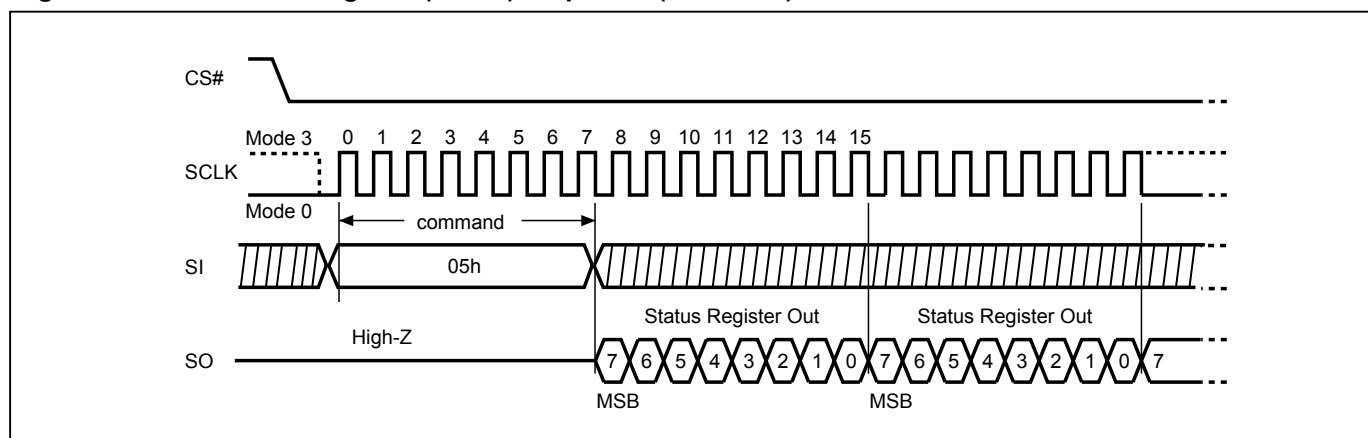 CS#
Mode 3 0 1 2 3 4 5 6 7 8 9 10 11 12 13 14 15
SCLK
Mode 0
command
SI 05h
Status Register Out Status Register Out
High-Z
SO 7 6 5 4 3 2 1 0 7 6 5 4 3 2 1 0 7
MSB MSB